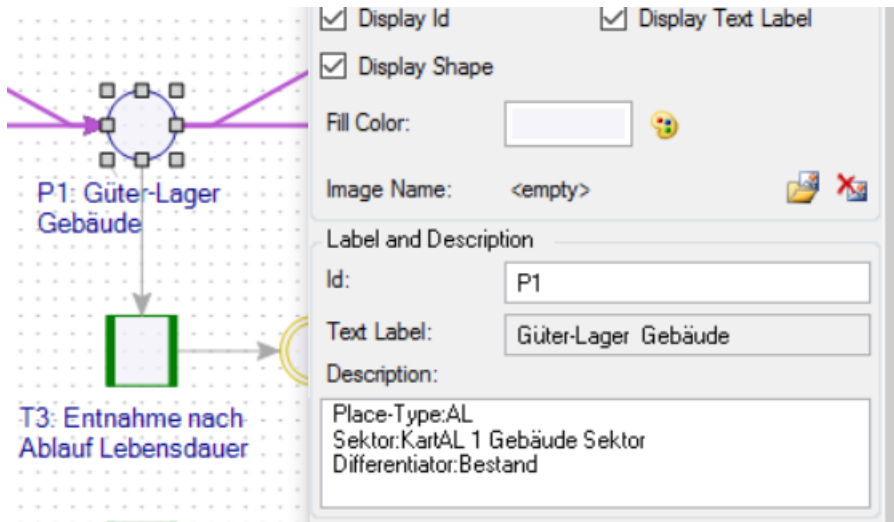 P1: Güter-Lager
Gebäude
T3: Entnahme nach
Ablauf Lebensdauer
Display Id
Display Text Label
Display Shape
Fill Color:
Image Name:
<empty>
Label and Description
Id:
P1
Text Label:
Güter-Lager  Gebäude
Description:
Place-Type:AL
Sektor:KartAL 1 Gebäude Sektor
Differentiator:Bestand